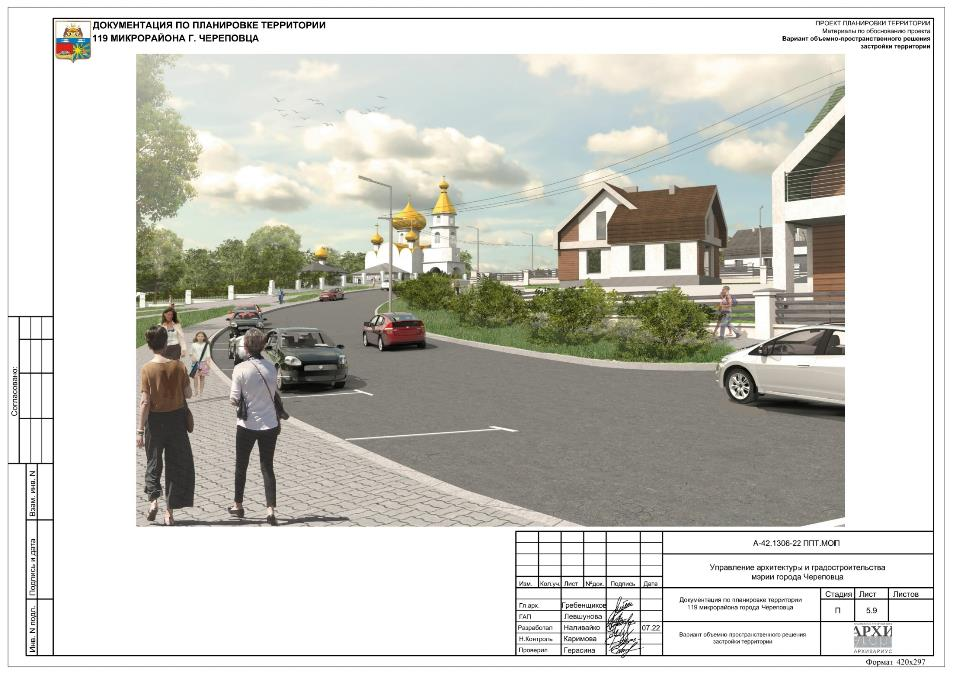 ДОКУМЕНТАЦИЯ ПО ПЛАНИРОВКЕ ТЕРРИТОРИИ
119 МИКРОРАЙОНА Г. ЧЕРЕПОВЦА
ПРОЕКТ ПЛАНИРОВКИ ТЕРРИТОРИИ
Материалы по обоснованию проекта
Вариант объемно-пространственного решения
застройки территории
Согласовано:
Взам. инв. N
Подпись и дата
Инв. N подл.
А-42.1306-22 ППТ.МОП
Управление архитектуры и градостроительства
мэрии города Череповца
Изм. Кол.уч. Лист №док. Подпись Дата
Гл.арх. Гребенщиков
ГАП Левшунова
Разработал Наливайко 07.22
Н.Контроль Каримова
Проверил Герасина
Документация по планировке территории
119 микрорайона города Череповца
Стадия Лист Листов
П 5.9
Вариант объемно пространственного решения
застройки территории
АРХИ
АРХИВАРИУС
Формат 420х297